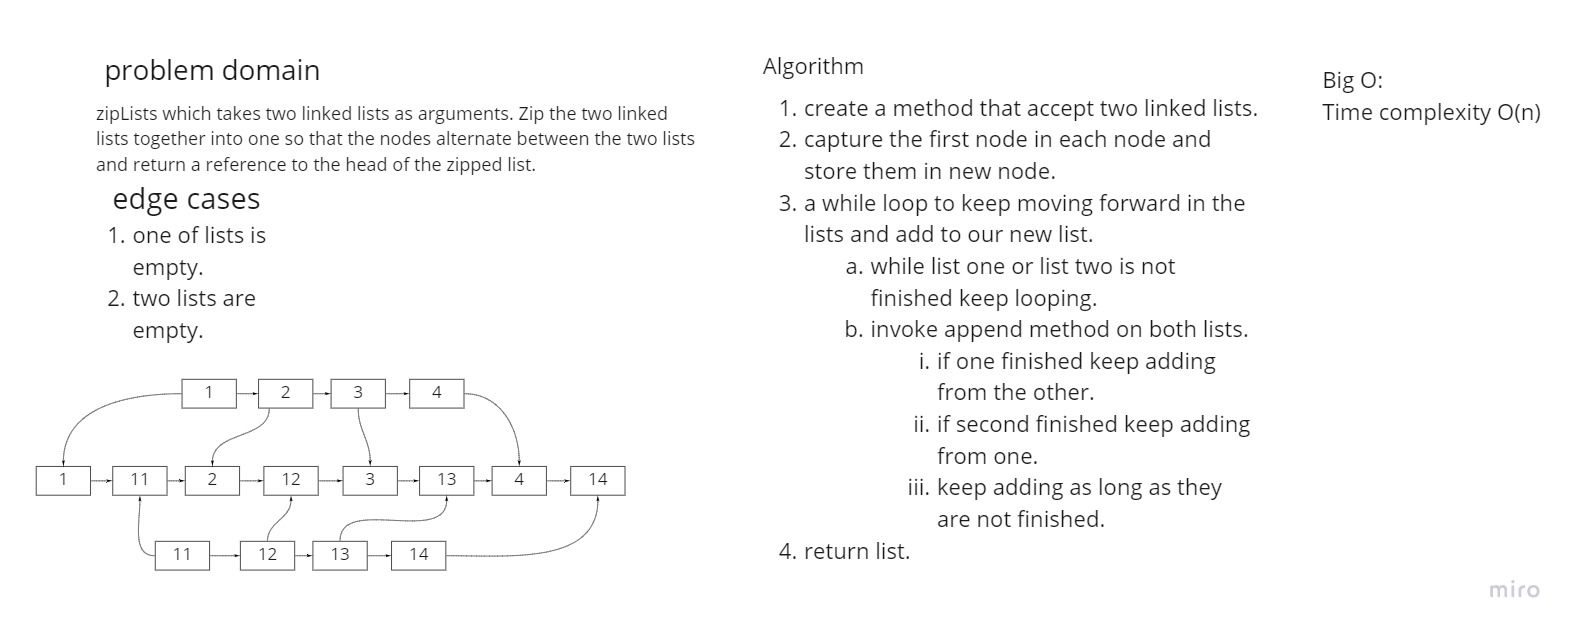 problem domain
zipLists which takes two linked lists as arguments. Zip the two linked
lists together into one so that the nodes alternate between the two lists
and return a reference to the head of the zipped list.
edge cases
1. one of lists is
empty.
2. two lists are
empty.
1 2 3 4
1 11 2 12 3 13 4 14
11 12 13 14
Algorithm
1. create a method that accept two linked lists.
2. capture the first node in each node and
store them in new node.
3. a while loop to keep moving forward in the
lists and add to our new list.
a. while list one or list two is not
finished keep looping.
b. invoke append method on both lists.
i. if one finished keep adding
from the other.
ii. if second finished keep adding
from one.
iii. keep adding as long as they
are not finished.
4. return list.
Big O:
Time complexity O(n)
miro